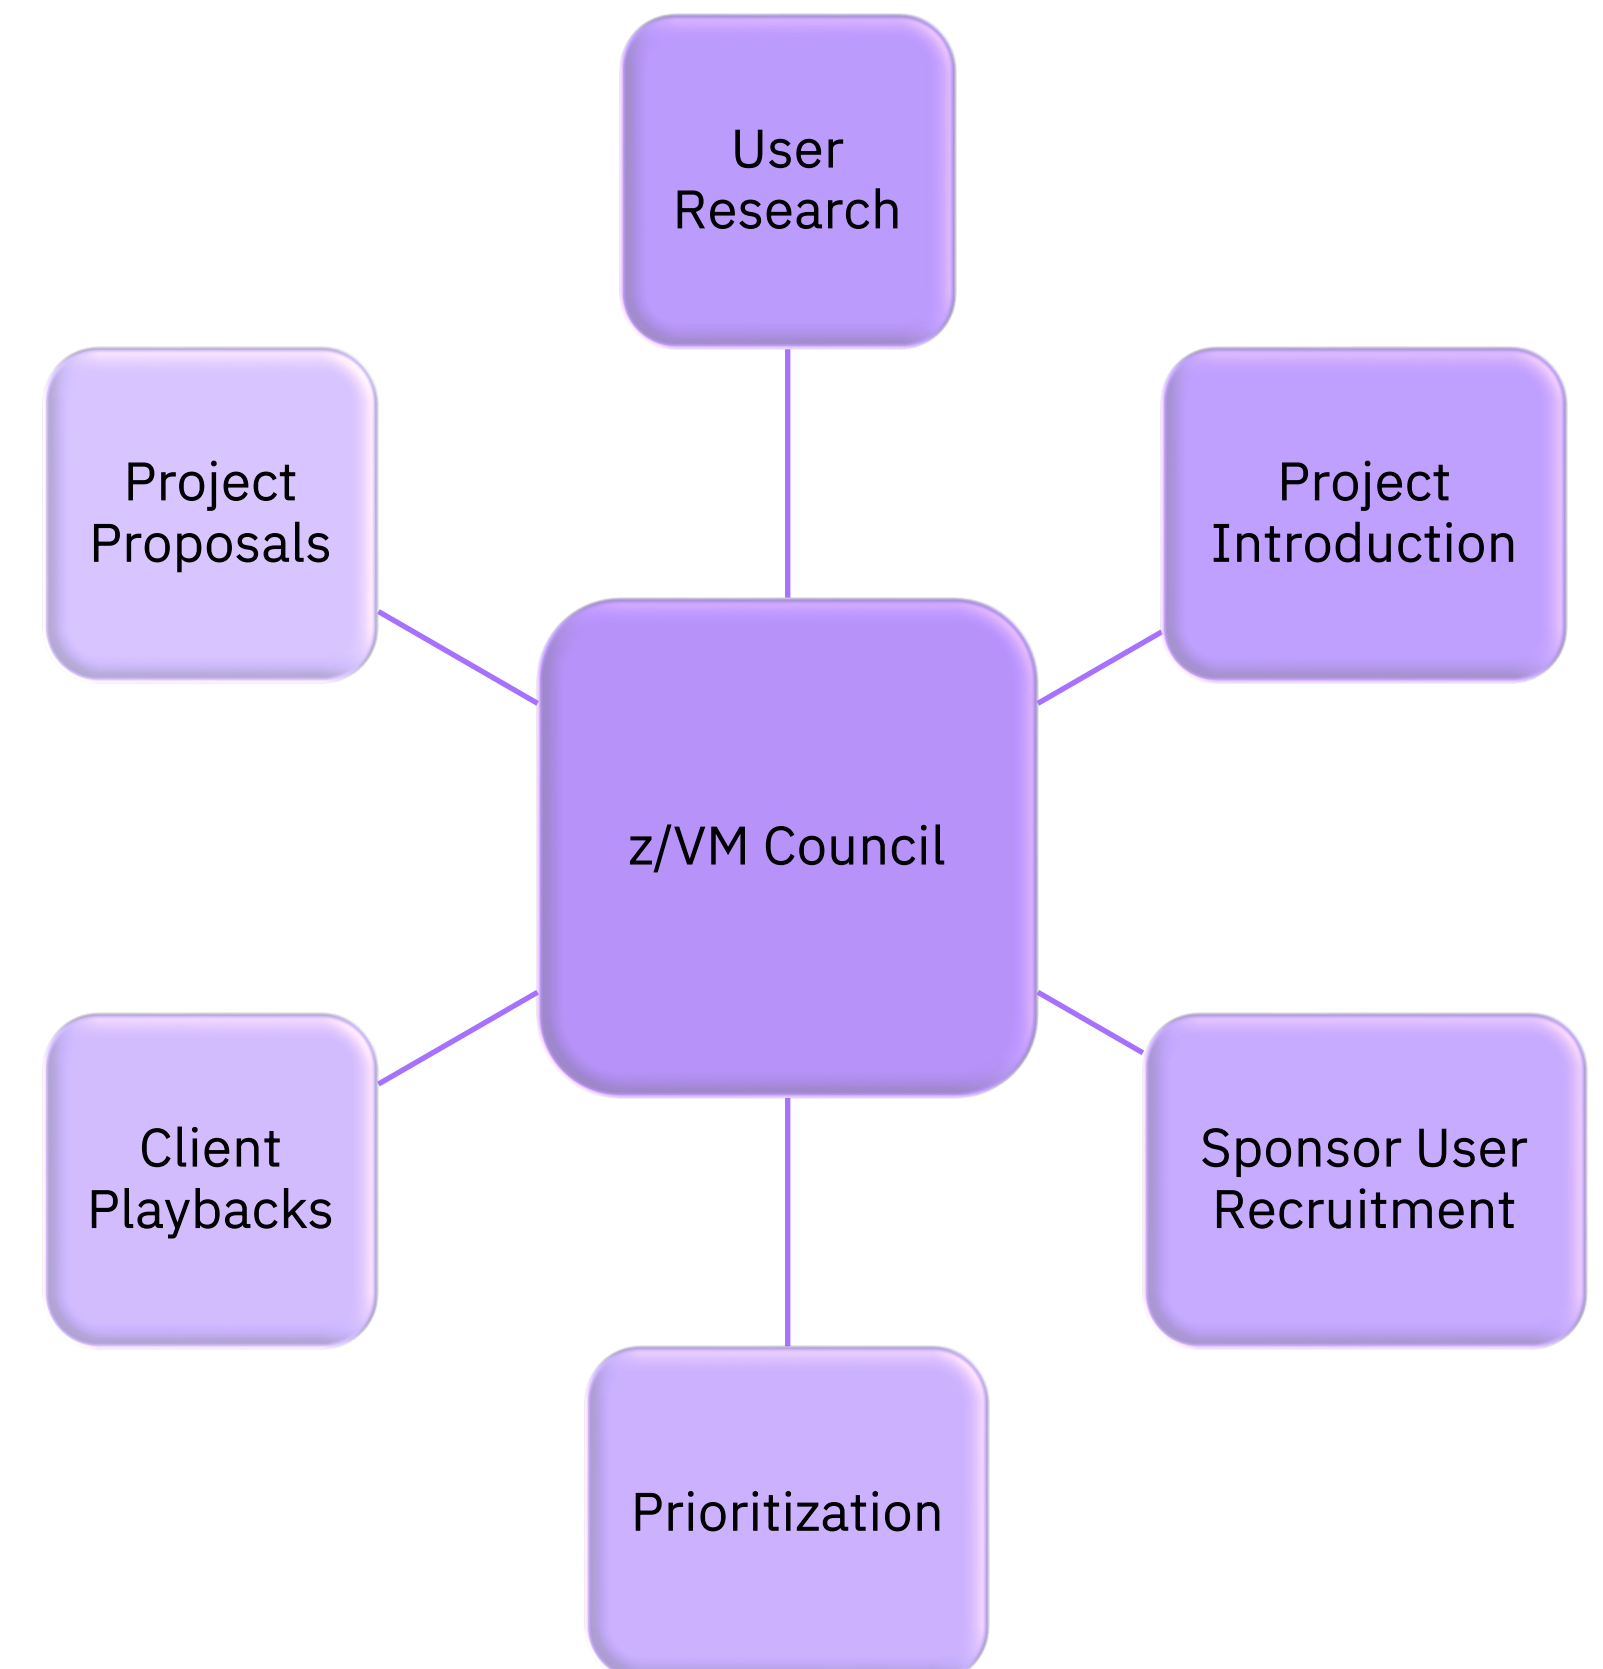 User
Research
Project
Proposals
Project
Introduction
z/VM Council
Client
Playbacks
Sponsor User
Recruitment
Prioritization